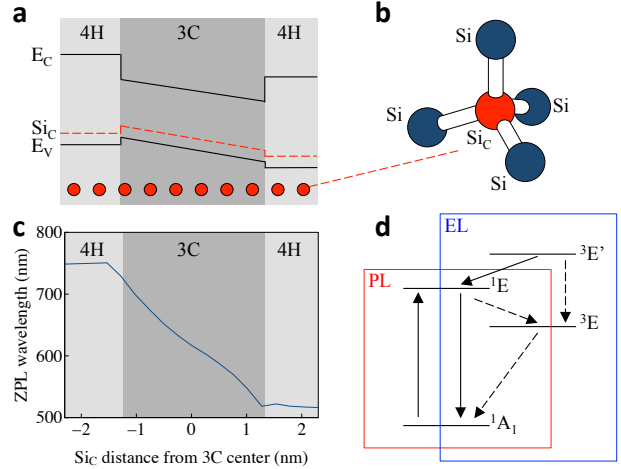 a
4H
3C
4H
E_C
Si_C
E_V
b
Si
Si
Si
Si_C
Si
c
4H
3C
4H
800
700
600
500
ZPL wavelength (nm)
−2
−1
0
1
2
Si_C distance from 3C center (nm)
d
EL
PL
³E’
¹E
³E
¹A₁